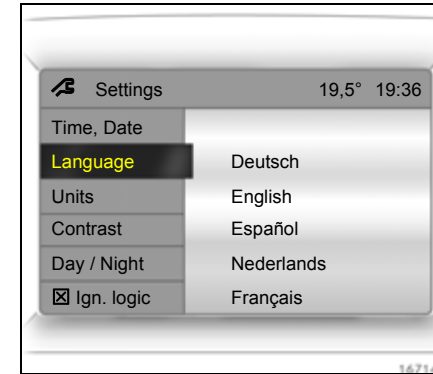 Settings 19,5° 19:36
Time, Date
Language Deutsch
Units English
Contrast Español
Day / Night Nederlands
☒ Ign. logic Français